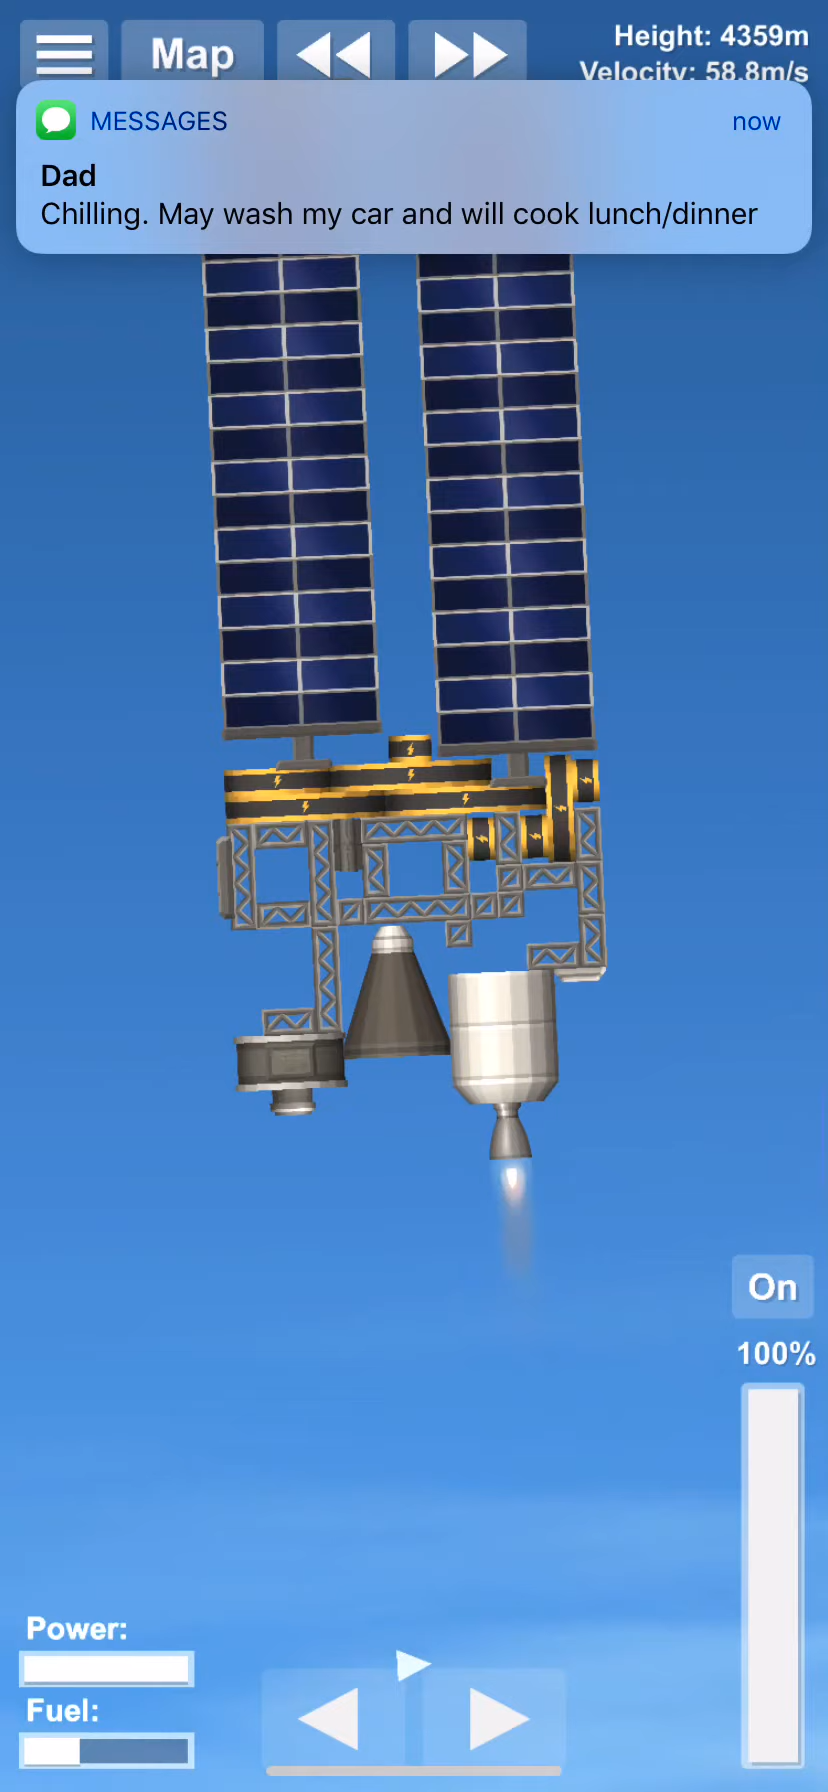 Map
Height: 4359m
Velocity: 58.8m/s
MESSAGES
now
Dad
Chilling. May wash my car and will cook lunch/dinner
On
100%
Power:
Fuel: